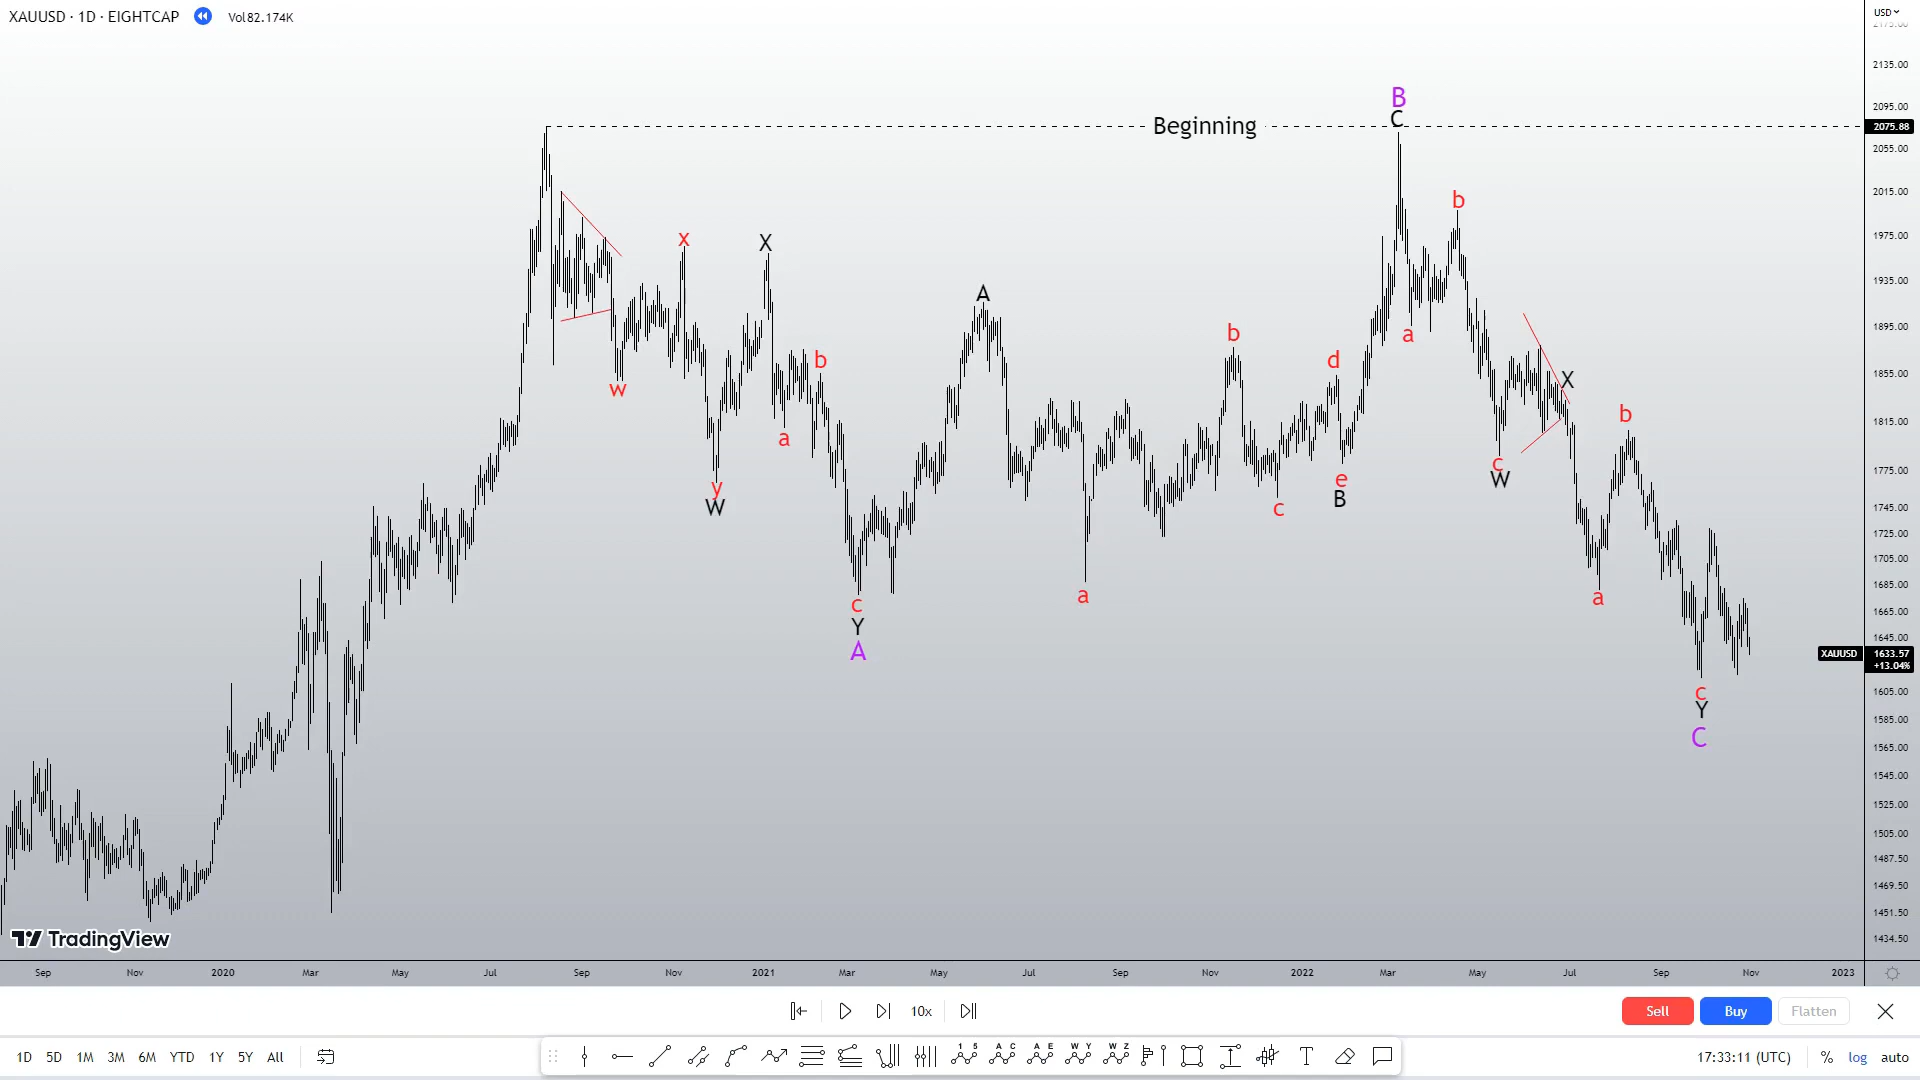 XAUUSD · 1D · EIGHTCAP Vol82.174K
USD
2175.00
2135.00
B
2095.00
C
Beginning
2075.88
2055.00
2015.00
b
1975.00
x
X
1935.00
A
1895.00
b
a
b
d
1855.00
w
X
b
1815.00
a
1775.00
c
y
W
W
e
B
c
1745.00
1725.00
1705.00
1685.00
a
a
c
1665.00
Y
1645.00
A
XAUUSD 1633.57
+13.04%
1605.00
c
Y
1585.00
C
1565.00
1545.00
1525.00
1505.00
1487.50
1469.50
1451.50
1434.50
TradingView
Sep Nov 2020 Mar May Jul Sep Nov 2021 Mar May Jul Sep Nov 2022 Mar May Jul Sep Nov 2023
10x
Sell Buy Flatten
1D 5D 1M 3M 6M YTD 1Y 5Y All
1 5 A C A E W Y W Z
T
17:33:11 (UTC) % log auto